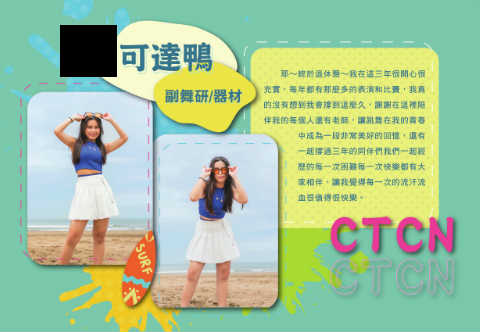 可達鴨
副舞研/器材
耶～終於退休囉～我在這三年很開心很
充實，每年都有那麼多的表演和比賽，我真
的沒有想到我會撐到這麼久，謝謝在這裡陪
伴我的每個人還有老師，讓跳舞在我的青春
中成為一段非常美好的回憶，還有
一起撐過三年的同伴們我們一起經
歷的每一次困難每一次快樂都有大
家相伴，讓我覺得每一次的流汗流
血都值得很快樂。
SURF
CTCN
CTCN